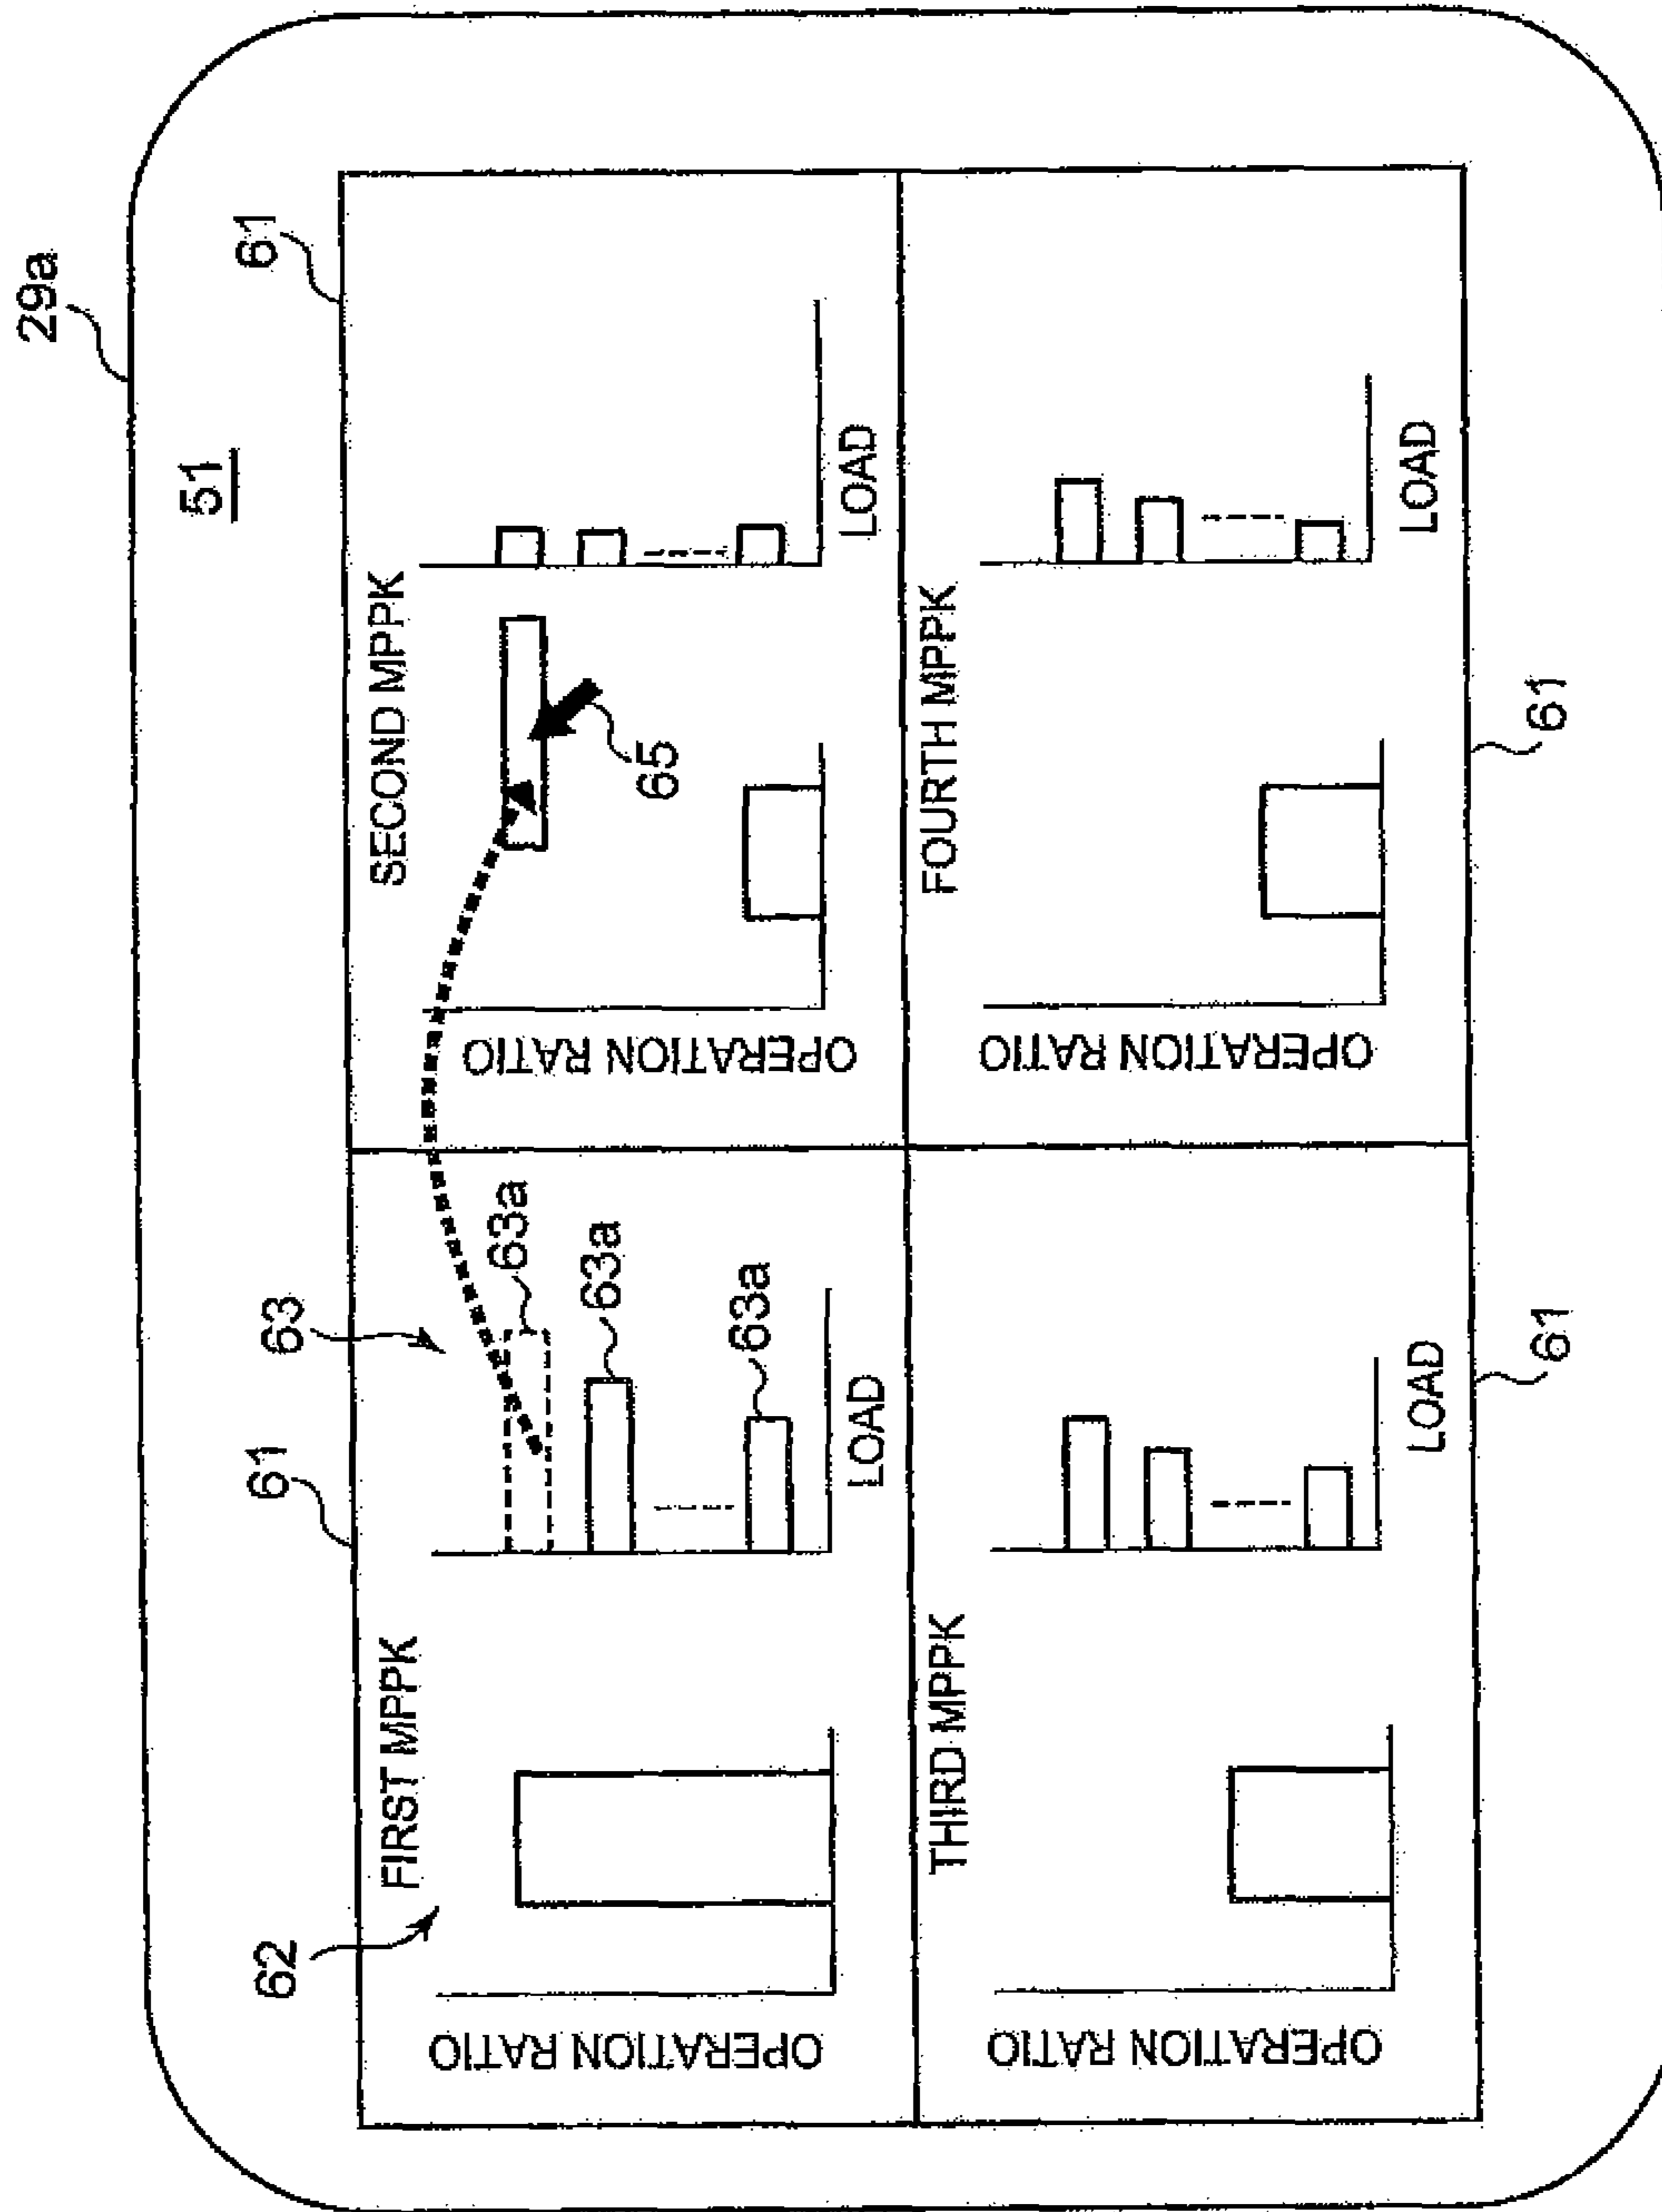 29a
51
62
61
63
61
FIRST MPPK
OPERATION RATIO
63a
63a
63a
LOAD
SECOND MPPK
OPERATION RATIO
65
LOAD
THIRD MPPK
OPERATION RATIO
LOAD
61
FOURTH MPPK
OPERATION RATIO
LOAD
61